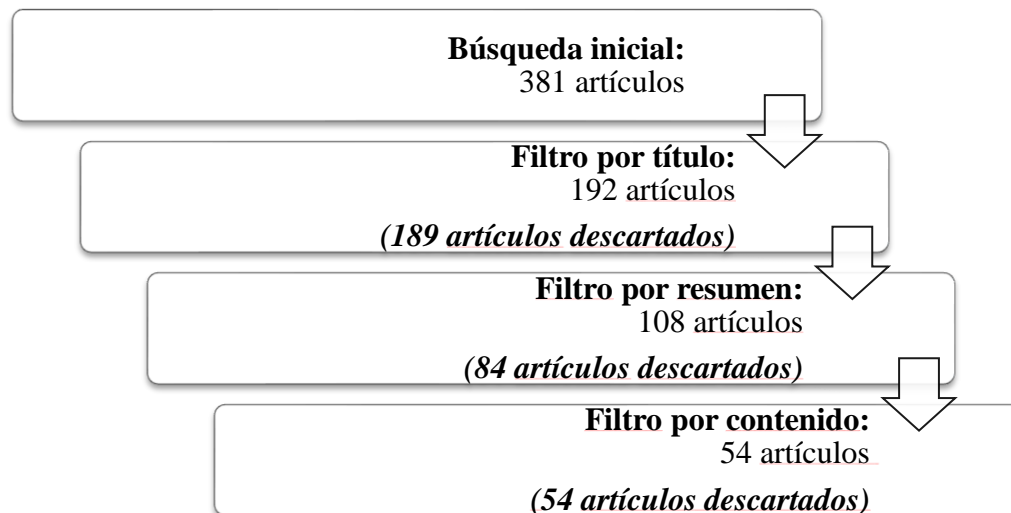 Búsqueda inicial:
381 artículos
Filtro por título:
192 artículos
(189 artículos descartados)
Filtro por resumen:
108 artículos
(84 artículos descartados)
Filtro por contenido:
54 artículos
(54 artículos descartados)